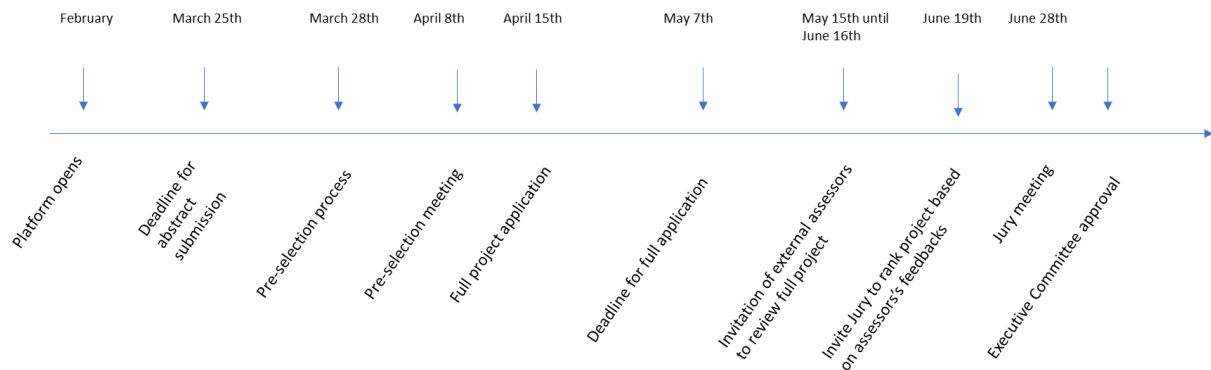 February
March 25th
March 28th
April 8th
April 15th
May 7th
May 15th until
June 16th
June 19th
June 28th
Platform opens
Deadline for
abstract
submission
Pre-selection process
Pre-selection meeting
Full project application
Deadline for full application
Invitation of external assessors
to review full project
Invite Jury to rank project based
on assessors's feedbacks
Jury meeting
Executive Committee approval